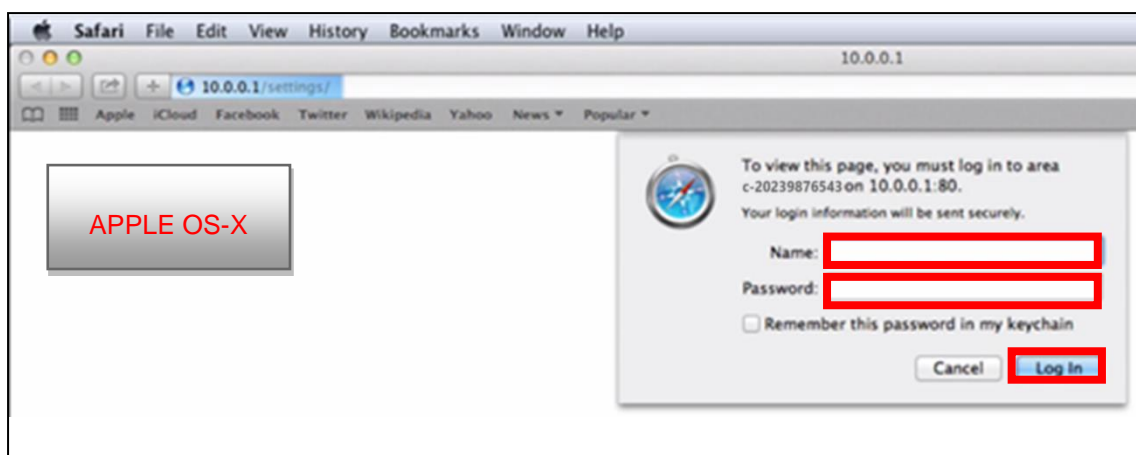 Safari File Edit View History Bookmarks Window Help
10.0.0.1
10.0.0.1/settings/
Apple iCloud Facebook Twitter Wikipedia Yahoo News Popular
APPLE OS-X
To view this page, you must log in to area
c-20239876543 on 10.0.0.1:80.
Your login information will be sent securely.
Name:
Password:
Remember this password in my keychain
Cancel Log In